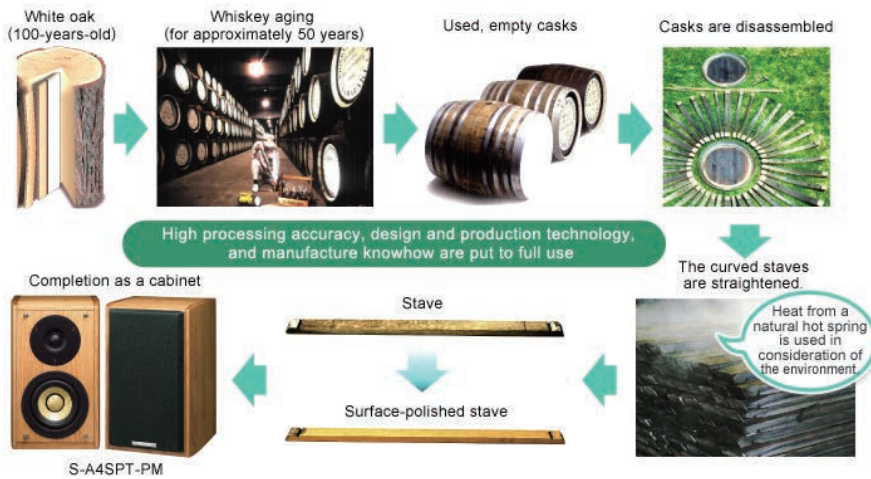 White oak
(100-years-old)
Whiskey aging
(for approximately 50 years)
Used, empty casks
Casks are disassembled
High processing accuracy, design and production technology,
and manufacture knowhow are put to full use
The curved staves
are straightened.
Heat from a
natural hot spring
is used in
consideration of
the environment.
Stave
Surface-polished stave
Completion as a cabinet
S-A4SPT-PM